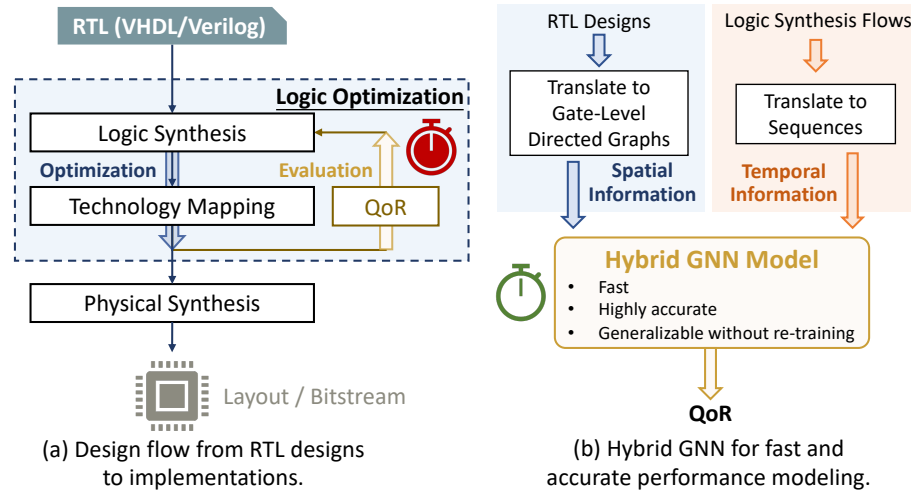 RTL (VHDL/Verilog)
Logic Optimization
Logic Synthesis
Optimization
Evaluation
Technology Mapping
QoR
Physical Synthesis
Layout / Bitstream
(a) Design flow from RTL designs
to implementations.
RTL Designs
Translate to
Gate-Level
Directed Graphs
Spatial
Information
Logic Synthesis Flows
Translate to
Sequences
Temporal
Information
Hybrid GNN Model
• Fast
• Highly accurate
• Generalizable without re-training
QoR
(b) Hybrid GNN for fast and
accurate performance modeling.